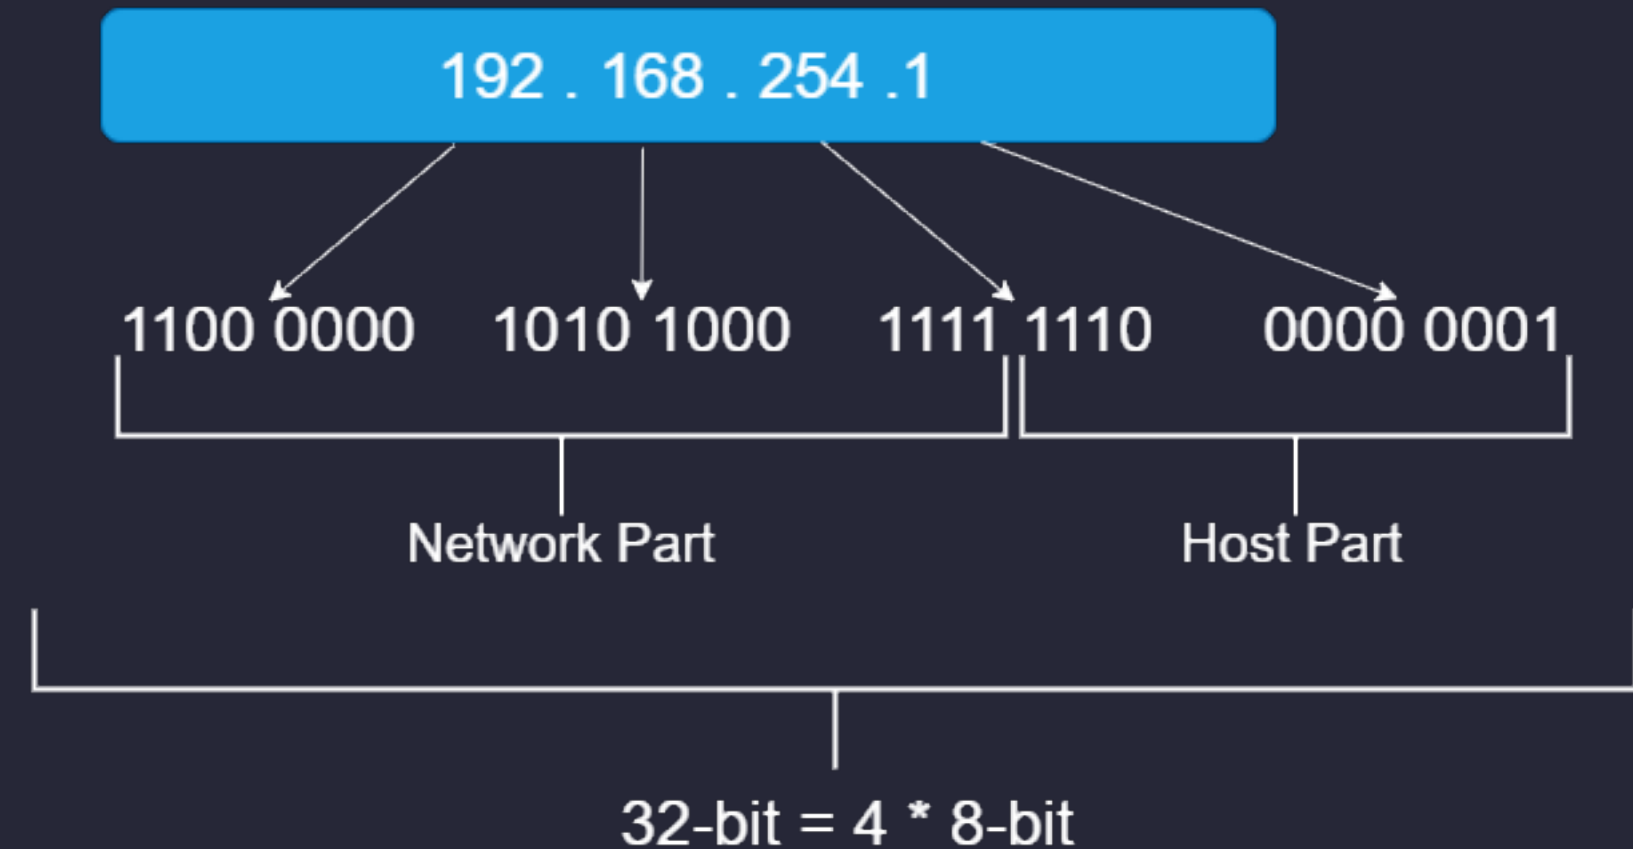 192 . 168 . 254 .1
1100 0000 1010 1000 1111 1110 0000 0001
Network Part Host Part
32-bit = 4 * 8-bit